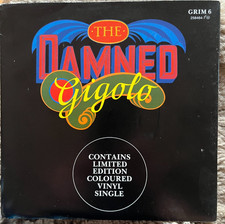 GRIM 6
THE
DAMNED
Gigolo
CONTAINS
LIMITED
EDITION
COLOURED
VINYL
SINGLE